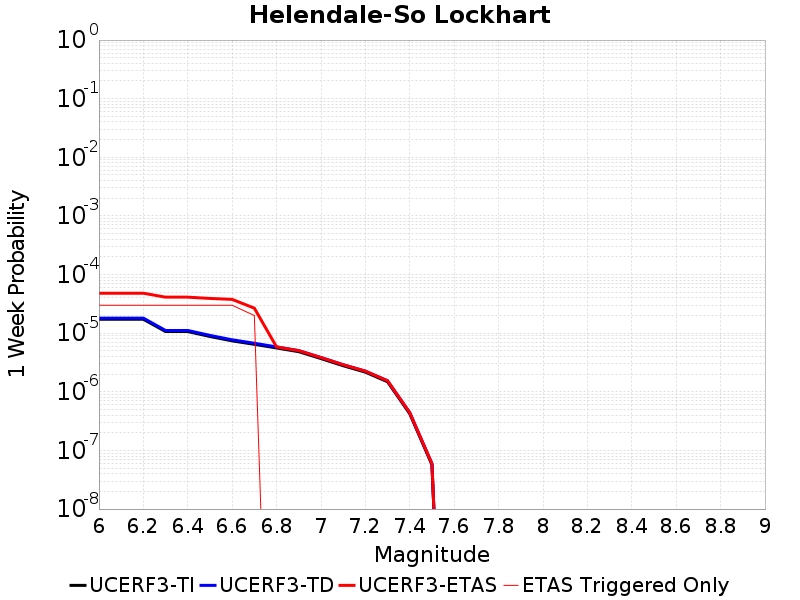 Helendale-So Lockhart
10^0
10^-1
10^-2
10^-3
10^-4
10^-5
10^-6
10^-7
10^-8
1 Week Probability
6 6.2 6.4 6.6 6.8 7 7.2 7.4 7.6 7.8 8 8.2 8.4 8.6 8.8 9
Magnitude
UCERF3-TI UCERF3-TD UCERF3-ETAS ETAS Triggered Only